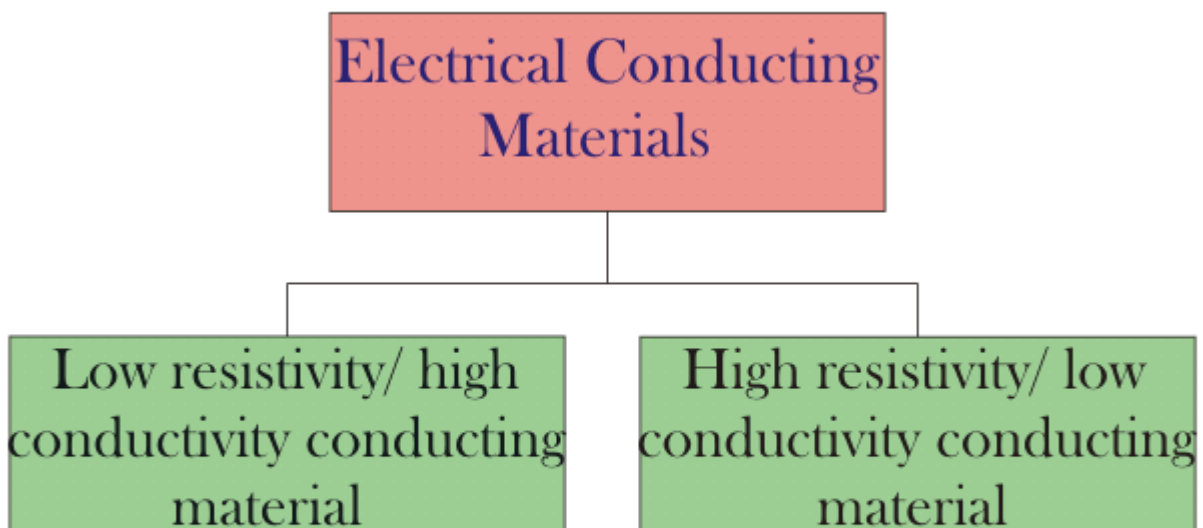 Electrical Conducting
Materials
Low resistivity/ high
conductivity conducting
material
High resistivity/ low
conductivity conducting
material